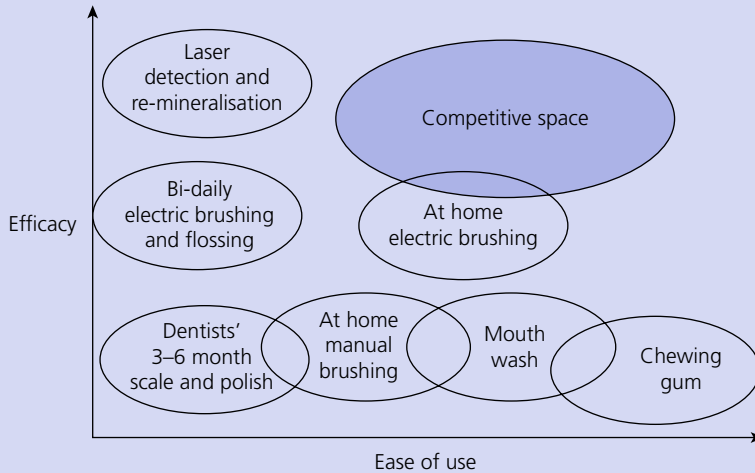 Laser
detection and
re-mineralisation
Competitive space
Efficacy
Bi-daily
electric brushing
and flossing
At home
electric brushing
Dentists’
3–6 month
scale and polish
At home
manual
brushing
Mouth
wash
Chewing
gum
Ease of use